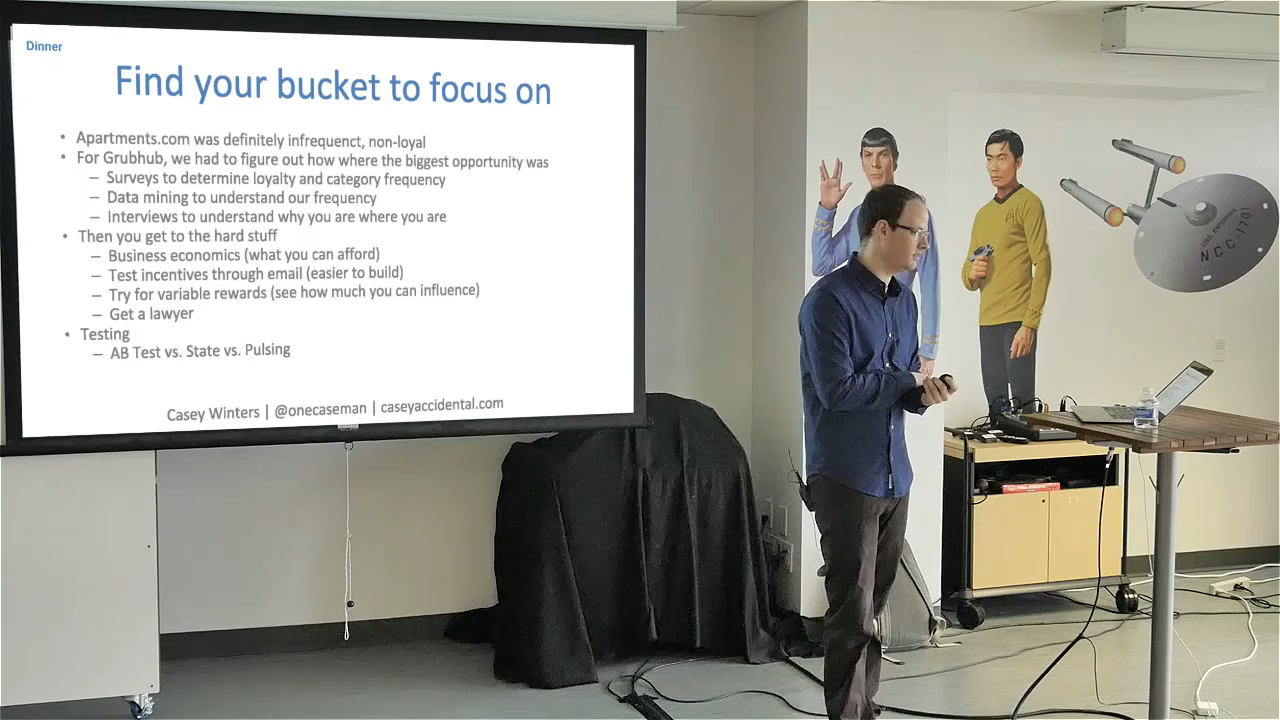 Dinner
Find your bucket to focus on
• Apartments.com was definitely infrequenct, non-loyal
• For Grubhub, we had to figure out how where the biggest opportunity was
– Surveys to determine loyalty and category frequency
– Data mining to understand our frequency
– Interviews to understand why you are where you are
• Then you get to the hard stuff
– Business economics (what you can afford)
– Test incentives through email (easier to build)
– Try for variable rewards (see how much you can influence)
– Get a lawyer
• Testing
– AB Test vs. State vs. Pulsing
Casey Winters | @onecaseman | caseyaccidental.com
U.S.S. ENTERPRISE
NCC-1701